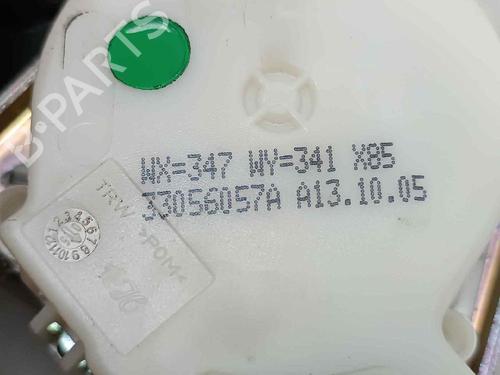 B-PARTS
WX=347 WY=341 X85
33056057A A13.10.05
TRW >POM<